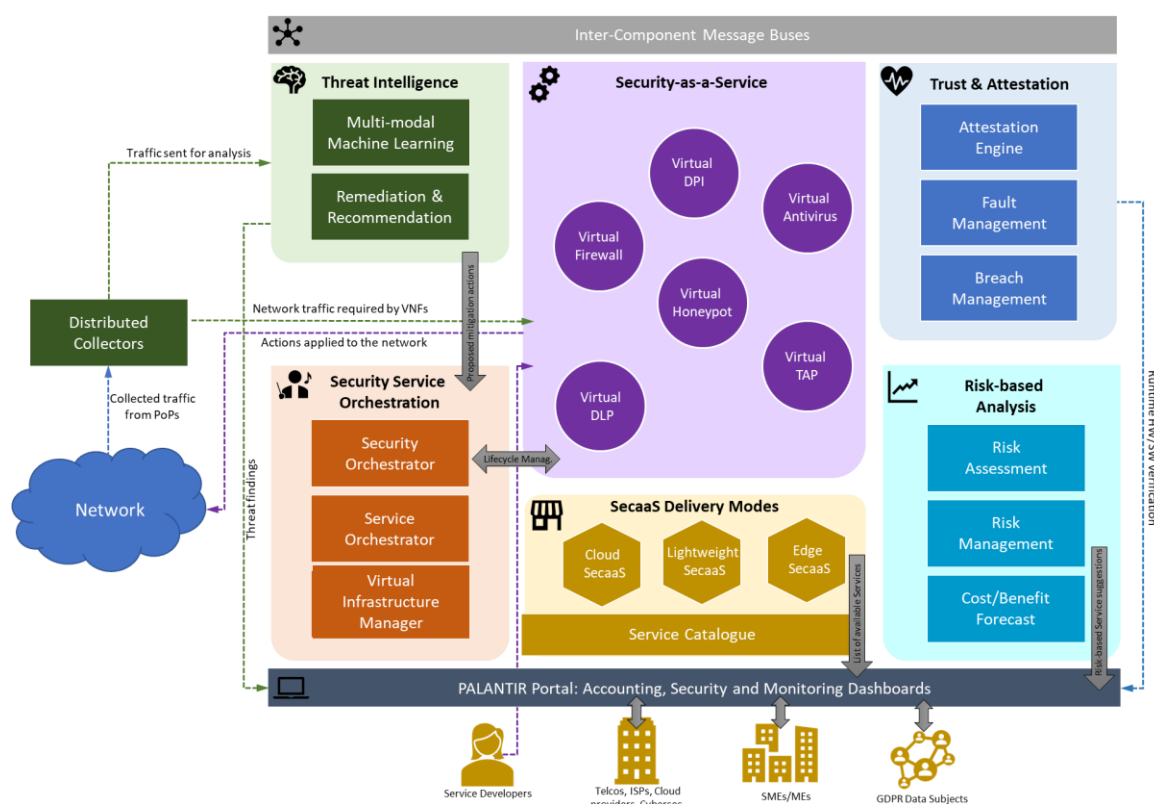 Inter-Component Message Buses
Threat Intelligence
Multi-modal
Machine Learning
Remediation &
Recommendation
Traffic sent for analysis
Security-as-a-Service
Virtual
DPI
Virtual
Antivirus
Virtual
Firewall
Virtual
Honeypot
Virtual
TAP
Virtual
DLP
Trust & Attestation
Attestation
Engine
Fault
Management
Breach
Management
Distributed
Collectors
Network traffic required by VNFs
Actions applied to the network
Proposed mitigation actions
Collected traffic
from PoPs
Network
Threat findings
Security Service
Orchestration
Security
Orchestrator
Service
Orchestrator
Virtual
Infrastructure
Manager
Lifecycle Manag.
SecaaS Delivery Modes
Cloud
SecaaS
Lightweight
SecaaS
Edge
SecaaS
Service Catalogue
List of available Services
Risk-based
Analysis
Risk
Assessment
Risk
Management
Cost/Benefit
Forecast
Risk-based Service suggestions
Runtime HW/SW verification
PALANTIR Portal: Accounting, Security and Monitoring Dashboards
Service Developers
Telcos, ISPs, Cloud
providers, Cybersec
SMEs/MEs
GDPR Data Subjects